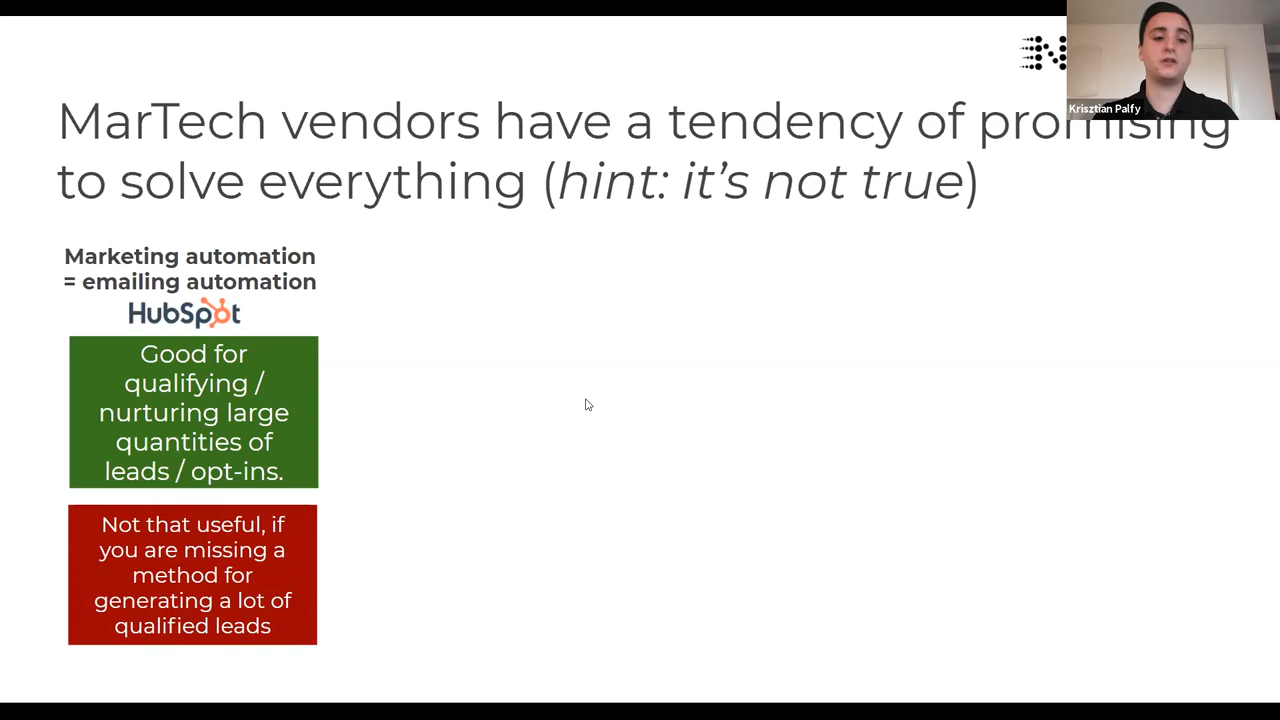 N
Krisztian Palfy
MarTech vendors have a tendency of promising
to solve everything (hint: it's not true)
Marketing automation
= emailing automation
HubSpot
Good for
qualifying /
nurturing large
quantities of
leads / opt-ins.
Not that useful, if
you are missing a
method for
generating a lot of
qualified leads